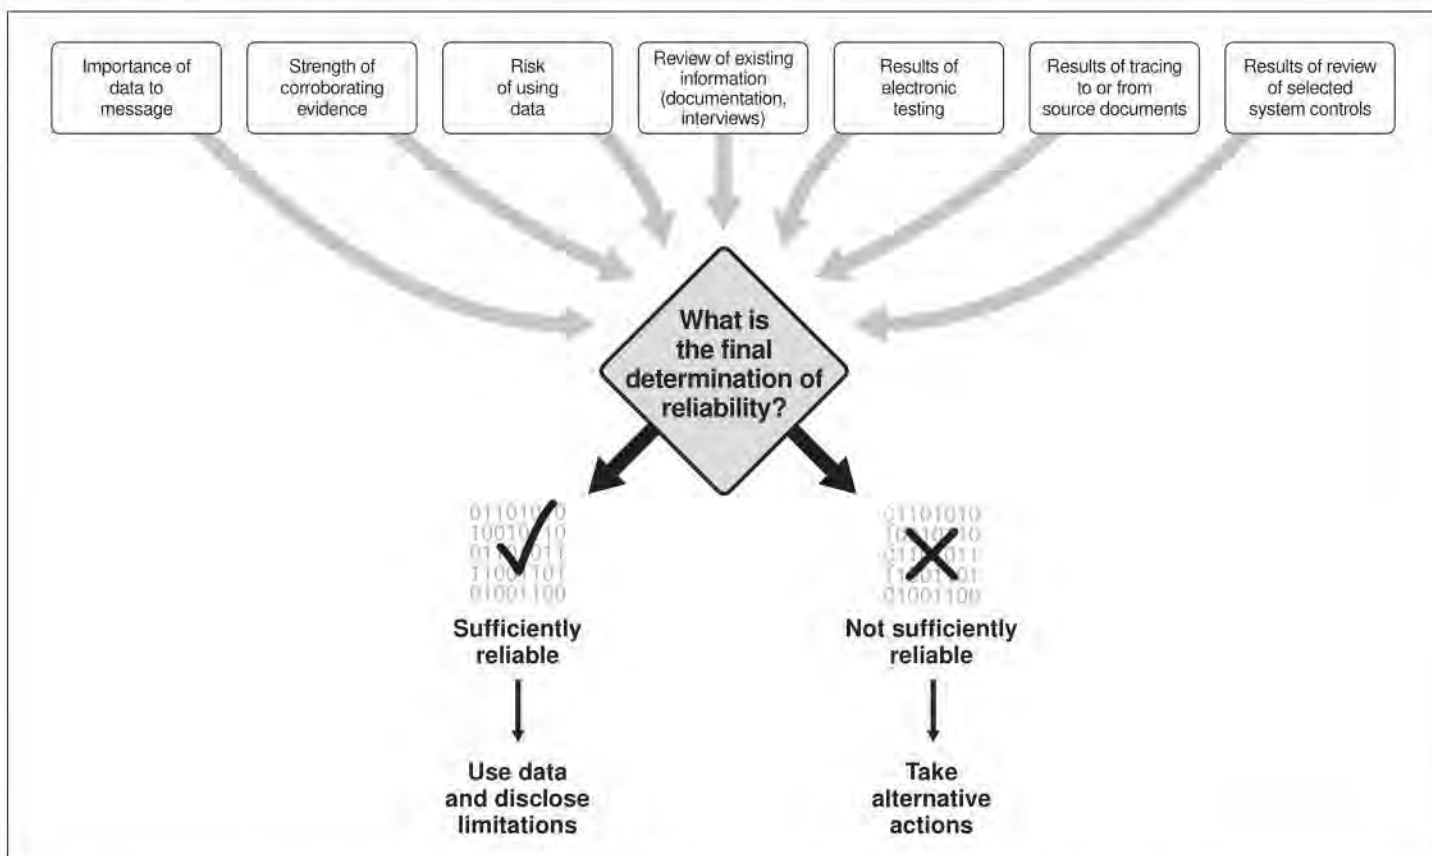 Importance of
data to
message
Strength of
corroborating
evidence
Risk
of using
data
Review of existing
information
(documentation,
interviews)
Results of
electronic
testing
Results of tracing
to or from
source documents
Results of review
of selected
system controls
What is
the final
determination of
reliability?
01001100
01001100
Sufficiently
reliable
Not sufficiently
reliable
Use data
and disclose
limitations
Take
alternative
actions